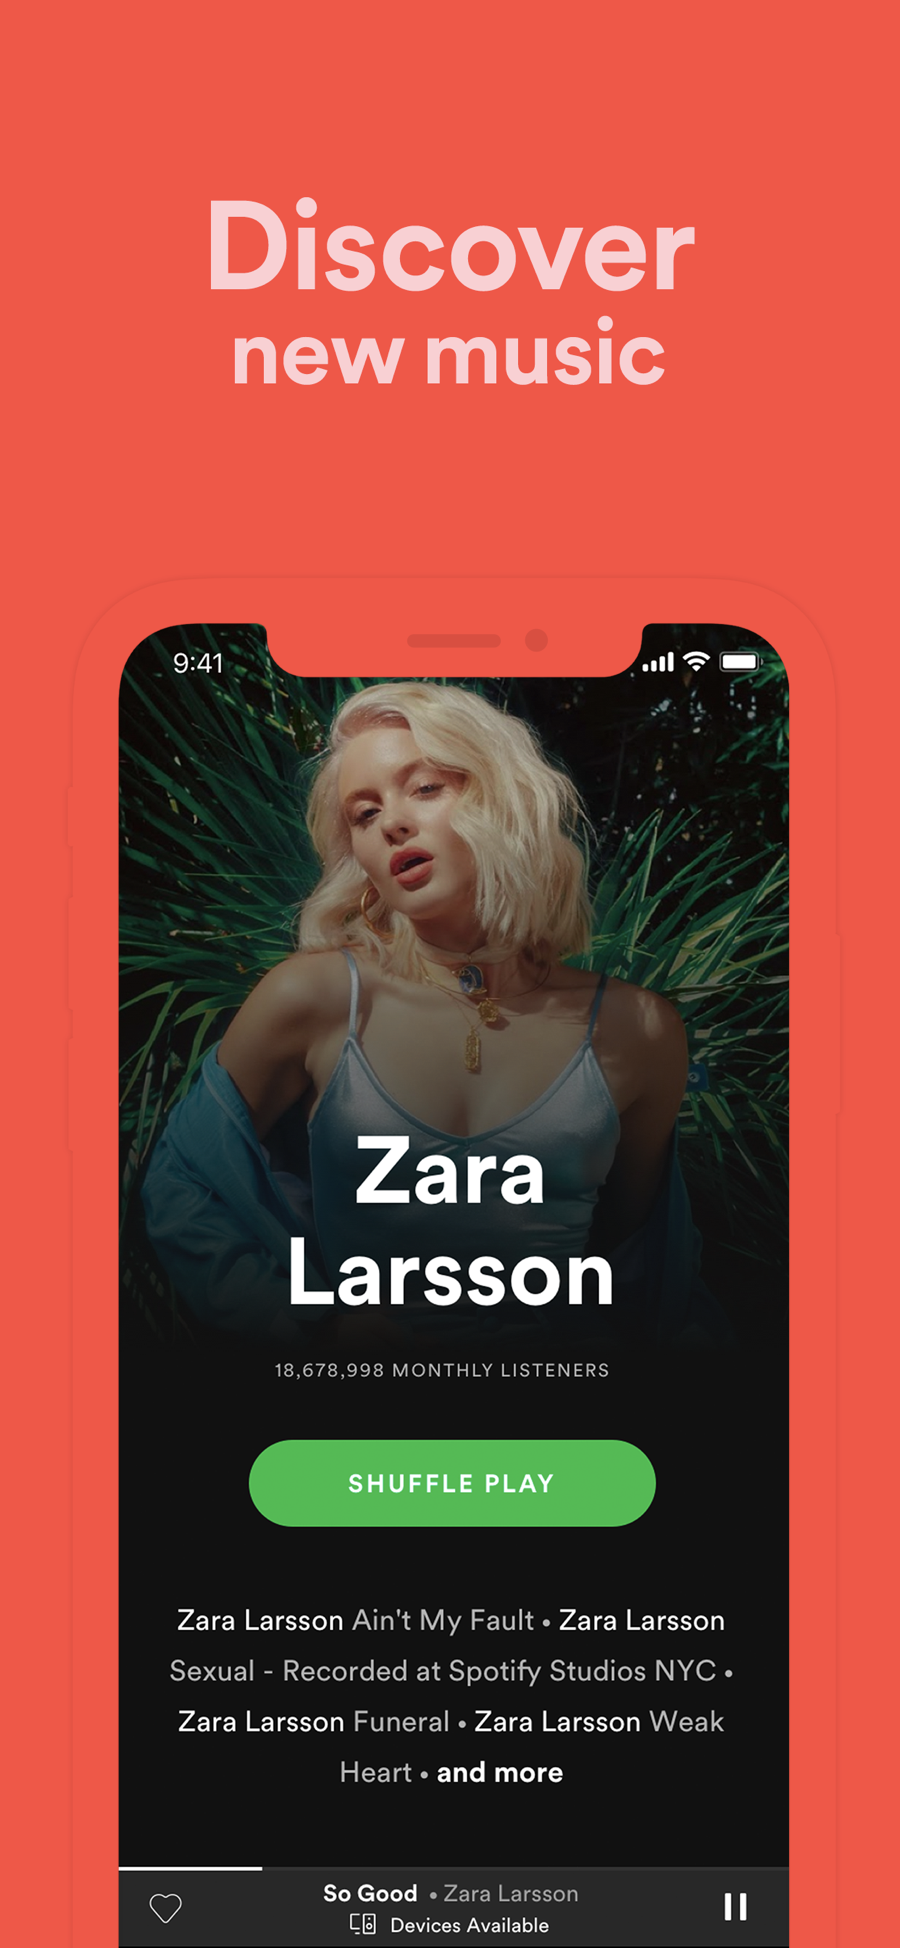 Discover
new music
9:41
Zara
Larsson
18,678,998 MONTHLY LISTENERS
SHUFFLE PLAY
Zara Larsson Ain't My Fault • Zara Larsson
Sexual - Recorded at Spotify Studios NYC •
Zara Larsson Funeral • Zara Larsson Weak
Heart • and more
So Good • Zara Larsson
Devices Available